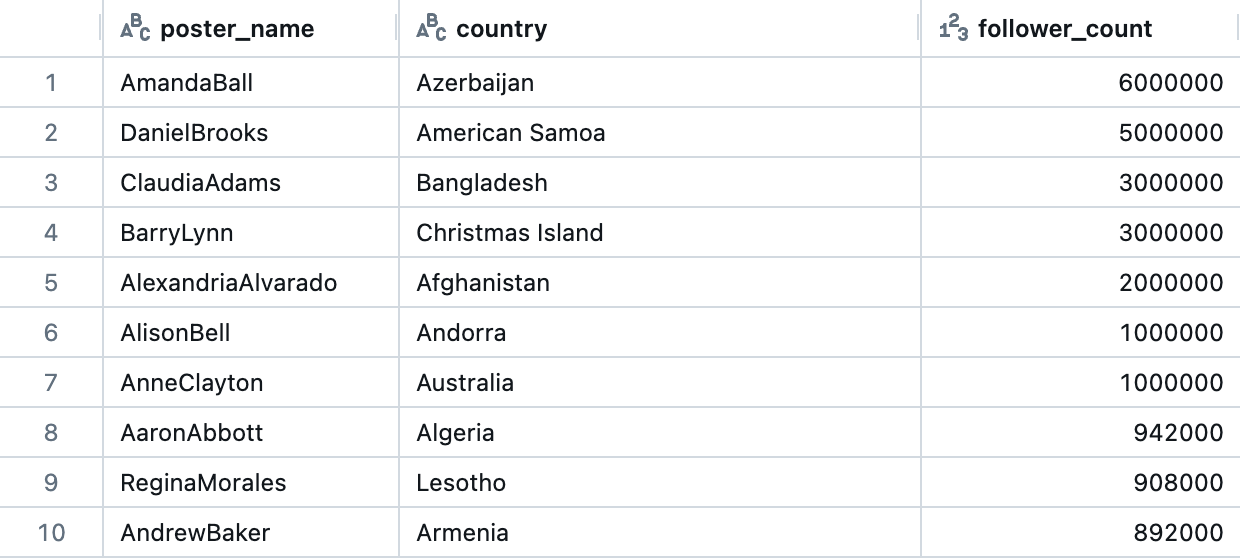 ABC poster_name ABC country 123 follower_count
1 AmandaBall Azerbaijan 6000000
2 DanielBrooks American Samoa 5000000
3 ClaudiaAdams Bangladesh 3000000
4 BarryLynn Christmas Island 3000000
5 AlexandriaAlvarado Afghanistan 2000000
6 AlisonBell Andorra 1000000
7 AnneClayton Australia 1000000
8 AaronAbbott Algeria 942000
9 ReginaMorales Lesotho 908000
10 AndrewBaker Armenia 892000